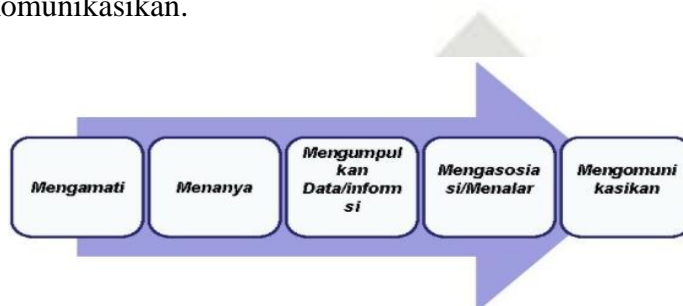 omunikasikan.
Mengamati
Menanya
Mengumpul
kan
Data/inform
si
Mengasosia
si/Menalar
Mengomuni
kasikan